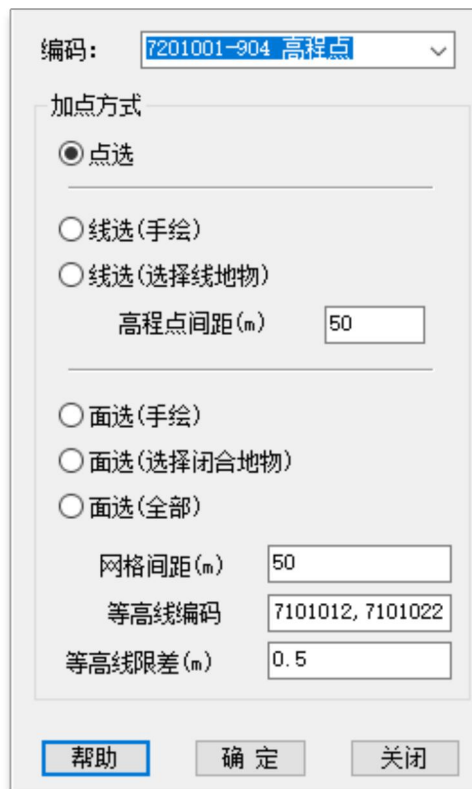 编码: 7201001-904 高程点
加点方式
点选
线选(手绘)
线选(选择线地物)
高程点间距(m) 50
面选(手绘)
面选(选择闭合地物)
面选(全部)
网格间距(m) 50
等高线编码 7101012,7101022
等高线限差(m) 0.5
帮助 确 定 关闭